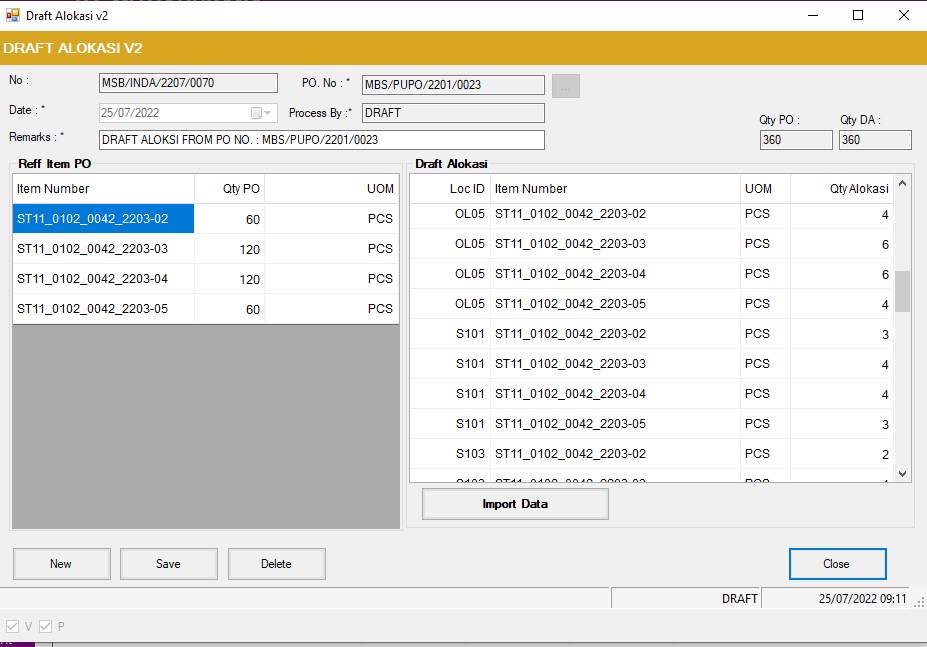 Draft Alokasi v2
DRAFT ALOKASI V2
No : MSB/INDA/2207/0070 PO. No : * MBS/PUPO/2201/0023 ...
Date : * 25/07/2022 Process By :* DRAFT
Qty PO : Qty DA :
Remarks : * DRAFT ALOKSI FROM PO NO. : MBS/PUPO/2201/0023 360 360
Reff Item PO
Item Number Qty PO UOM
ST11_0102_0042_2203-02 60 PCS
ST11_0102_0042_2203-03 120 PCS
ST11_0102_0042_2203-04 120 PCS
ST11_0102_0042_2203-05 60 PCS
Draft Alokasi
Loc ID Item Number UOM Qty Alokasi
OL05 ST11_0102_0042_2203-02 PCS 4
OL05 ST11_0102_0042_2203-03 PCS 6
OL05 ST11_0102_0042_2203-04 PCS 6
OL05 ST11_0102_0042_2203-05 PCS 4
S101 ST11_0102_0042_2203-02 PCS 3
S101 ST11_0102_0042_2203-03 PCS 4
S101 ST11_0102_0042_2203-04 PCS 4
S101 ST11_0102_0042_2203-05 PCS 3
S103 ST11_0102_0042_2203-02 PCS 2
Import Data
New Save Delete Close
DRAFT 25/07/2022 09:11
V P